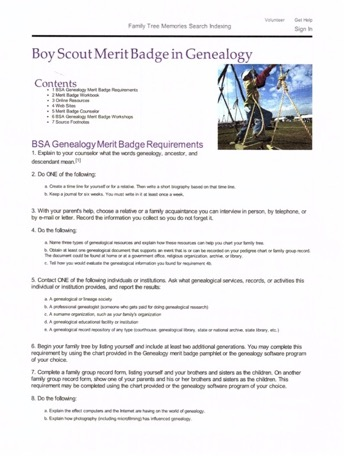 Volunteer Get Help
Family Tree Memories Search Indexing
Sign In
Boy Scout Merit Badge in Genealogy
Contents
1 BSA Genealogy Merit Badge Requirements
2 Merit Badge Workbook
3 Online Resources
4 Web Sites
5 Merit Badge Counselor
6 BSA Genealogy Merit Badge Workshops
7 Source Footnotes
BSA Genealogy Merit Badge Requirements
1. Explain to your counselor what the words genealogy, ancestor, and
descendant mean.[1]
2. Do ONE of the following:
a. Create a time line for yourself or for a relative. Then write a short biography based on that time line.
b. Keep a journal for six weeks. You must write in it at least once a week.
3. With your parent's help, choose a relative or a family acquaintance you can interview in person, by telephone, or
by e-mail or letter. Record the information you collect so you do not forget it.
4. Do the following:
a. Name three types of genealogical resources and explain how these resources can help you chart your family tree.
b. Obtain at least one genealogical document that supports an event that is or can be recorded on your pedigree chart or family group record.
The document could be found at home or at a government office, religious organization, archive, or library.
c. Tell how you would evaluate the genealogical information you found for requirement 4b.
5. Contact ONE of the following individuals or institutions. Ask what genealogical services, records, or activities this
individual or institution provides, and report the results:
a. A genealogical or lineage society
b. A professional genealogist (someone who gets paid for doing genealogical research)
c. A surname organization, such as your family's organization
d. A genealogical educational facility or institution
e. A genealogical record repository of any type (courthouse, genealogical library, state or national archive, state library, etc.)
6. Begin your family tree by listing yourself and include at least two additional generations. You may complete this
requirement by using the chart provided in the Genealogy merit badge pamphlet or the genealogy software program
of your choice.
7. Complete a family group record form, listing yourself and your brothers and sisters as the children. On another
family group record form, show one of your parents and his or her brothers and sisters as the children. This
requirement may be completed using the chart provided or the genealogy software program of your choice.
8. Do the following:
a. Explain the effect computers and the Internet are having on the world of genealogy.
b. Explain how photography (including microfilming) has influenced genealogy.